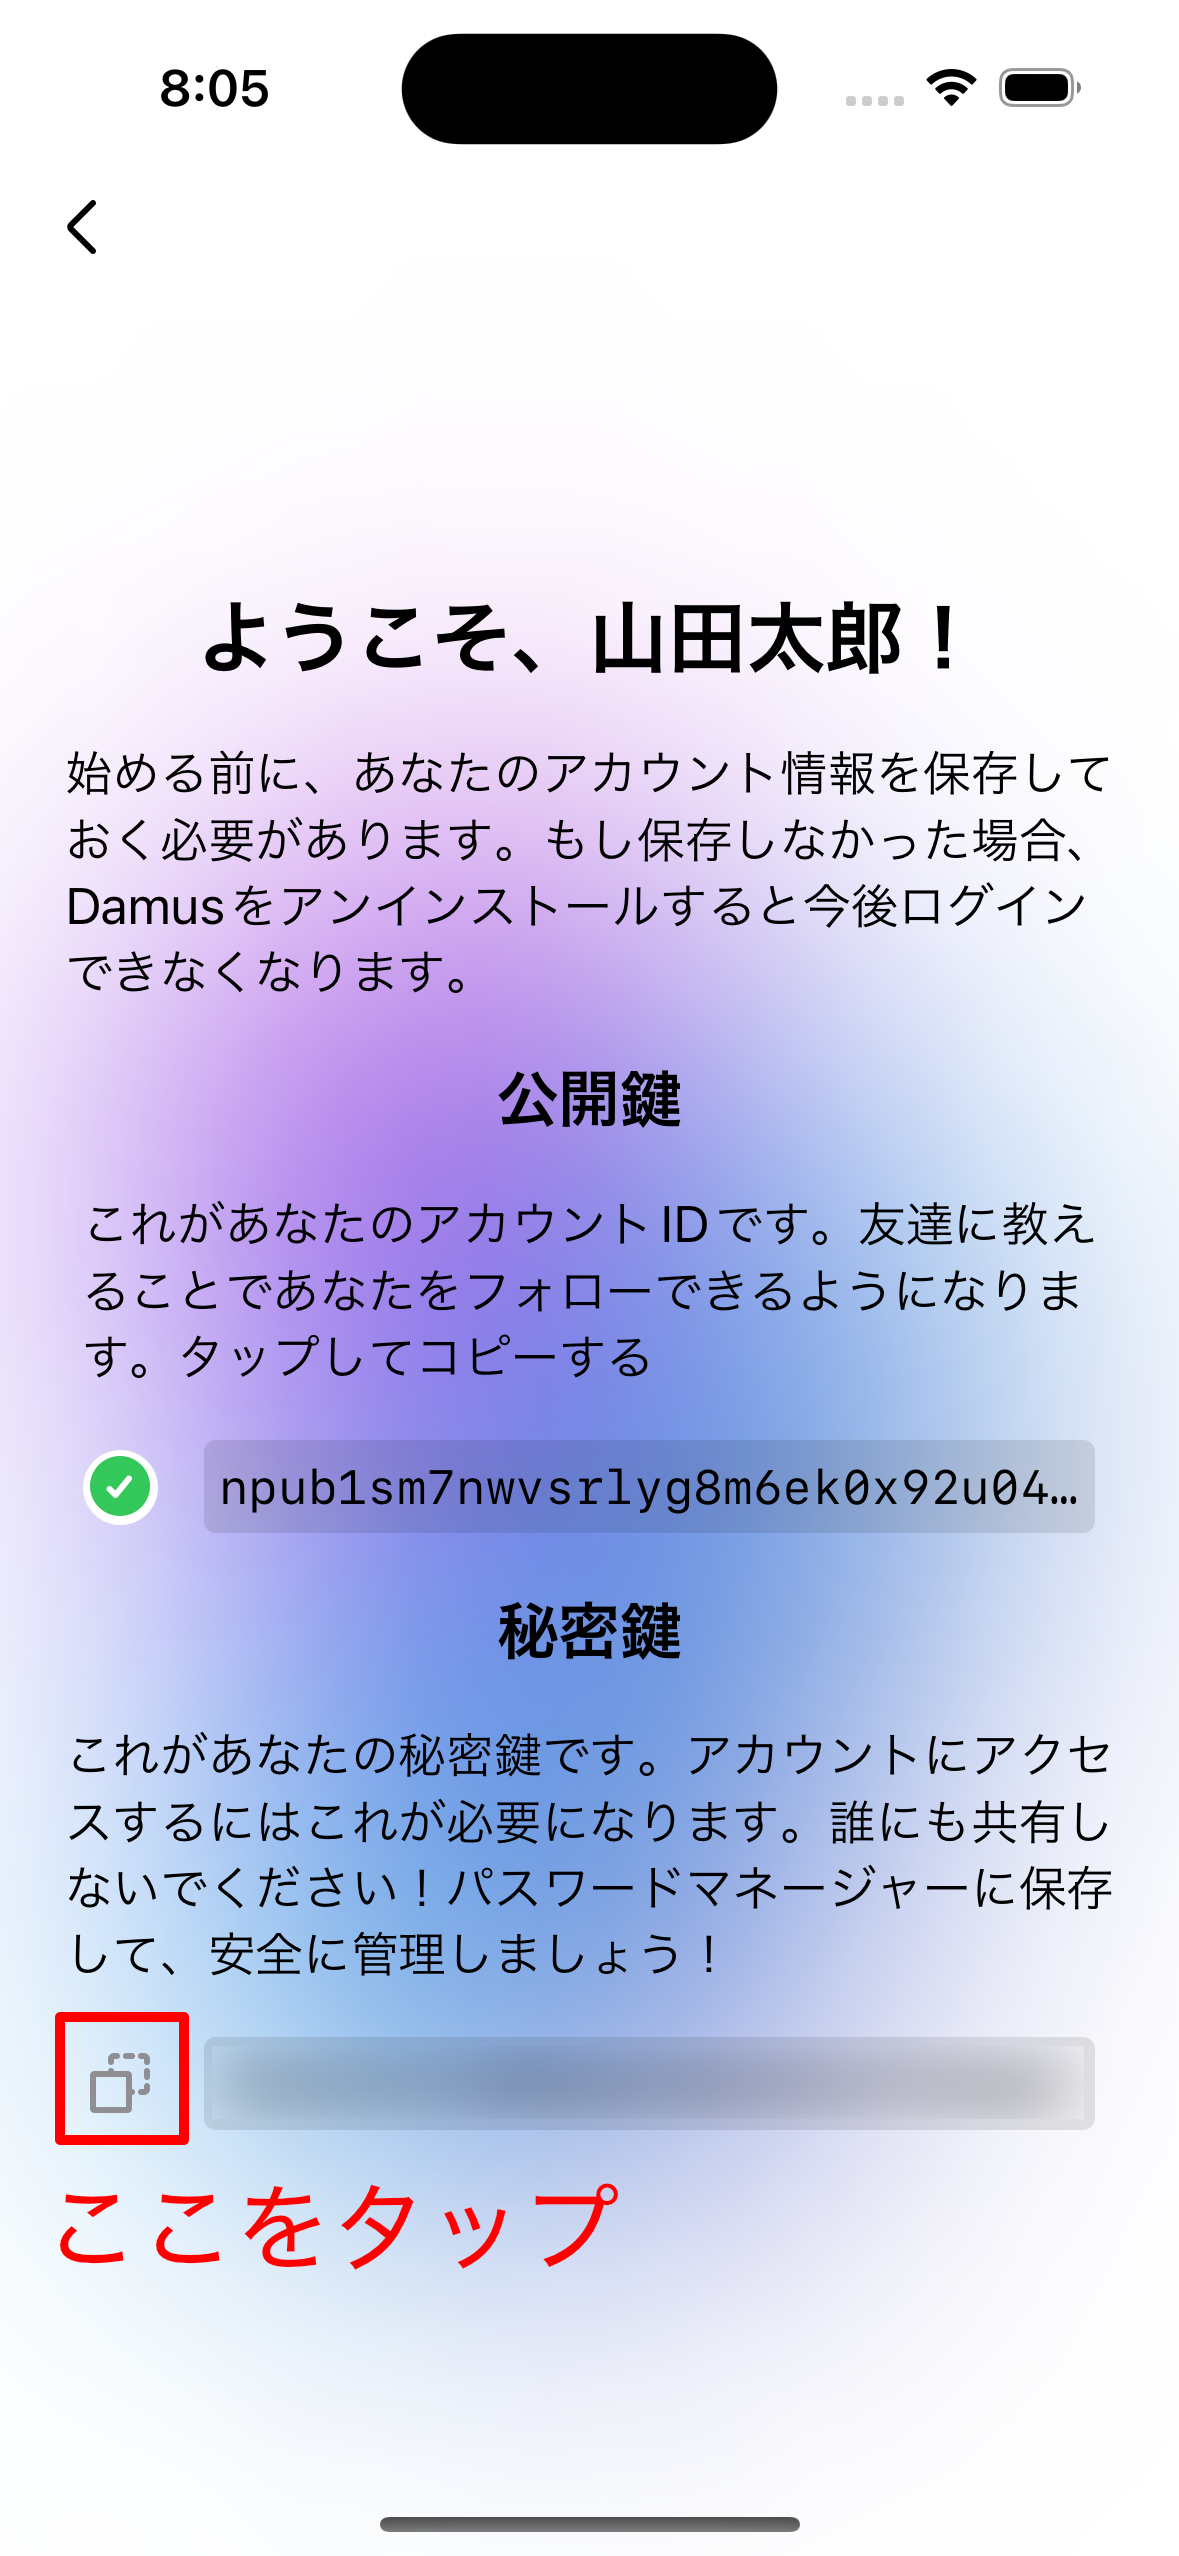 8:05
ようこそ、山田太郎！
始める前に、あなたのアカウント情報を保存して
おく必要があります。もし保存しなかった場合、
Damusをアンインストールすると今後ログイン
できなくなります。
公開鍵
これがあなたのアカウントIDです。友達に教え
ることであなたをフォローできるようになりま
す。タップしてコピーする
npub1sm7nwvsrlyg8m6ek0x92u04…
秘密鍵
これがあなたの秘密鍵です。アカウントにアクセ
スするにはこれが必要になります。誰にも共有し
ないでください！パスワードマネージャーに保存
して、安全に管理しましょう！
ここをタップ